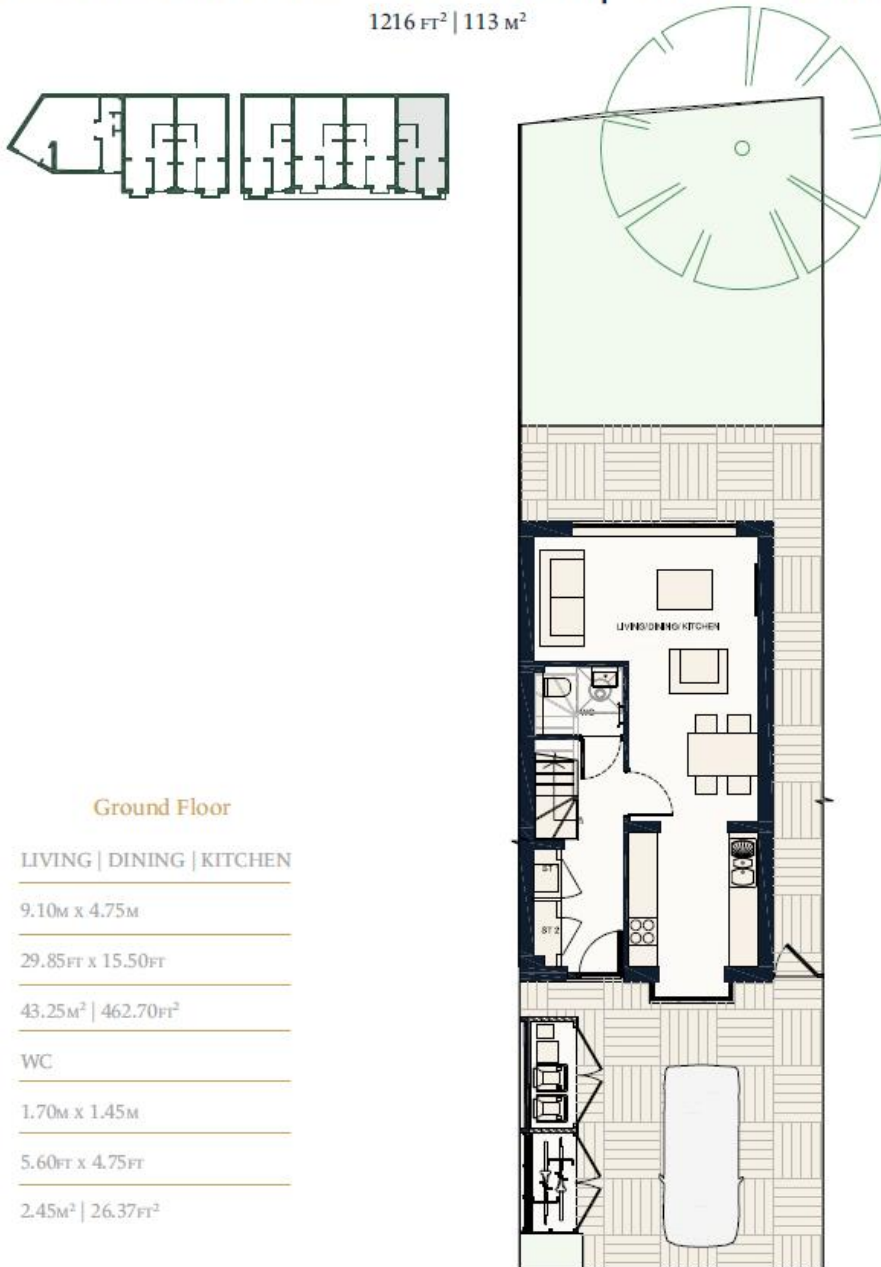 1216 FT² | 113 M²
LIVING/DINING/KITCHEN
WC
ST
ST 2
Ground Floor
LIVING | DINING | KITCHEN
9.10M X 4.75M
29.85FT X 15.50FT
43.25M² | 462.70FT²
WC
1.70M X 1.45M
5.60FT X 4.75FT
2.45M² | 26.37FT²